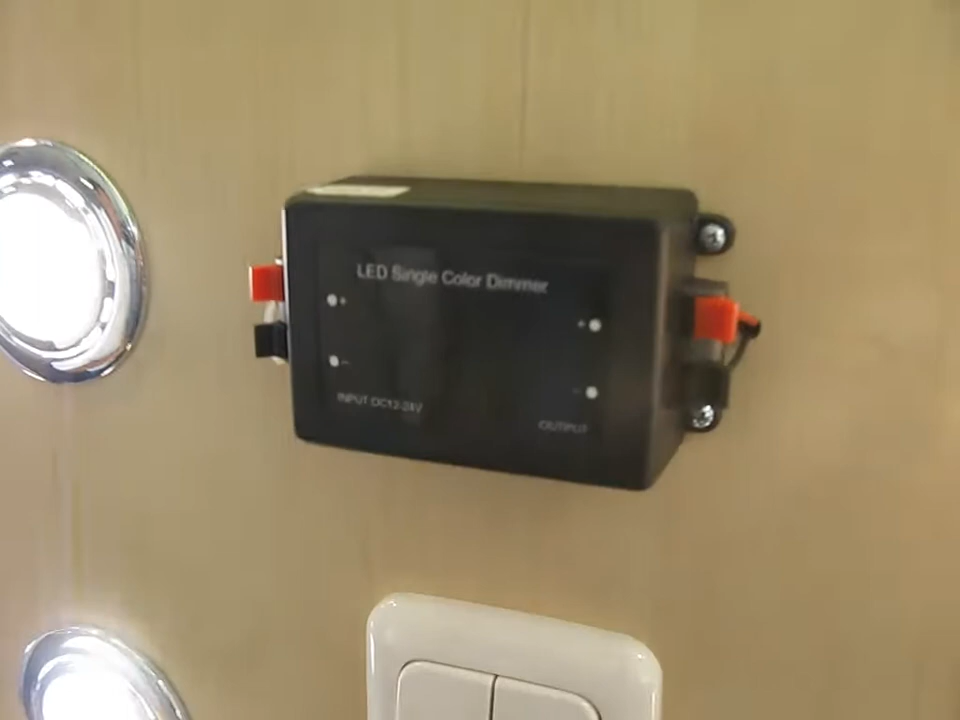 LED Single Color Dimmer
+
+
-
-
INPUT DC12-24V
OUTPUT